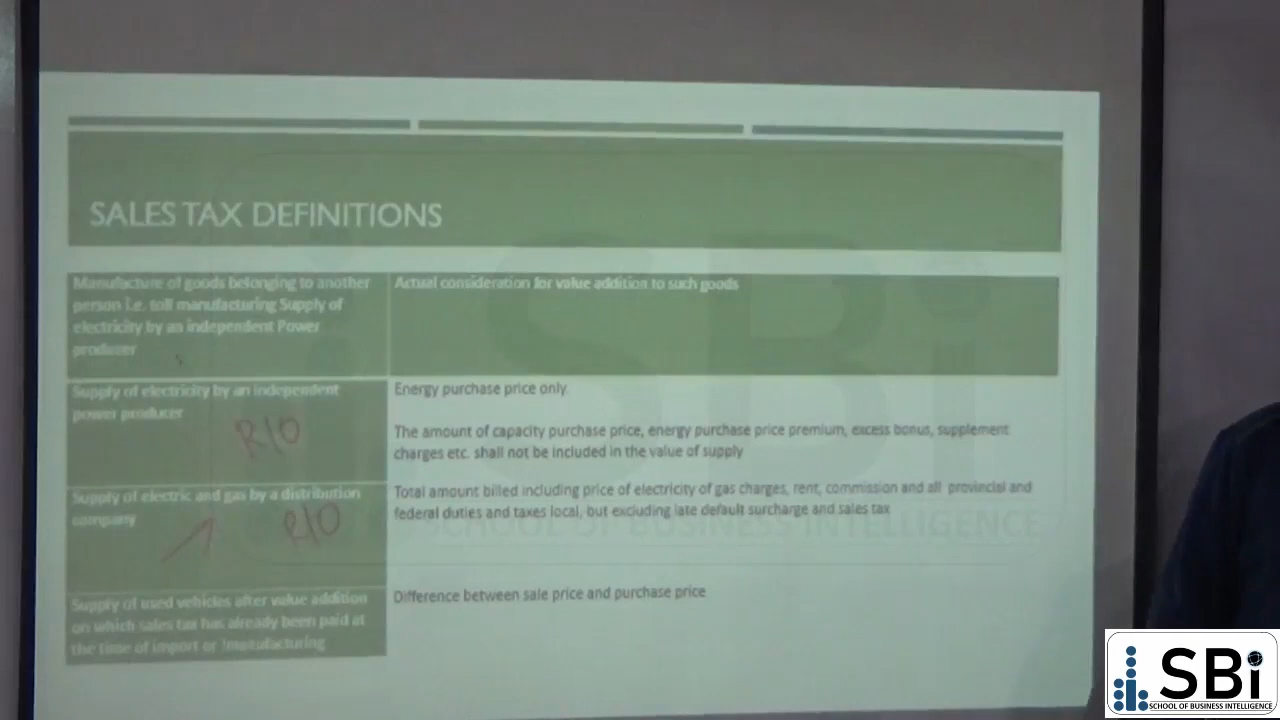 SALES TAX DEFINITIONS
Manufacture of goods belonging to another
person i.e. toll manufacturing Supply of
electricity by an independent Power
producer
Actual consideration for value addition to such goods
Supply of electricity by an independent
power producer
R/O
Energy purchase price only.
The amount of capacity purchase price, energy purchase price premium, excess bonus, supplement
charges etc. shall not be included in the value of supply
Supply of electric and gas by a distribution
company
R/O
Total amount billed including price of electricity of gas charges, rent, commission and all provincial and
federal duties and taxes local, but excluding late default surcharge and sales tax
Supply of used vehicles after value addition
on which sales tax has already been paid at
the time of import or !manufacturing
Difference between sale price and purchase price
SBi
SCHOOL OF BUSINESS INTELLIGENCE
SBi
SCHOOL OF BUSINESS INTELLIGENCE